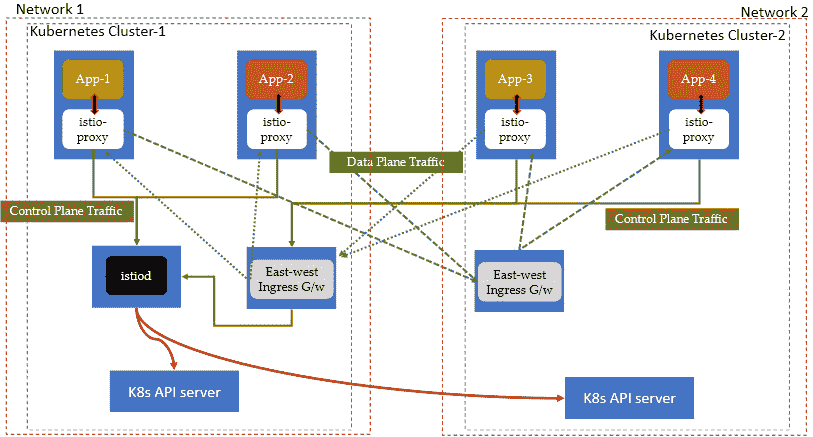 Network 1
Network 2
Kubernetes Cluster-1
Kubernetes Cluster-2
App-1
App-2
App-3
App-4
istio-
proxy
istio-
proxy
istio-
proxy
istio-
proxy
Data Plane Traffic
Control Plane Traffic
Control Plane Traffic
istiod
East-west
Ingress G/w
East-west
Ingress G/w
K8s API server
K8s API server